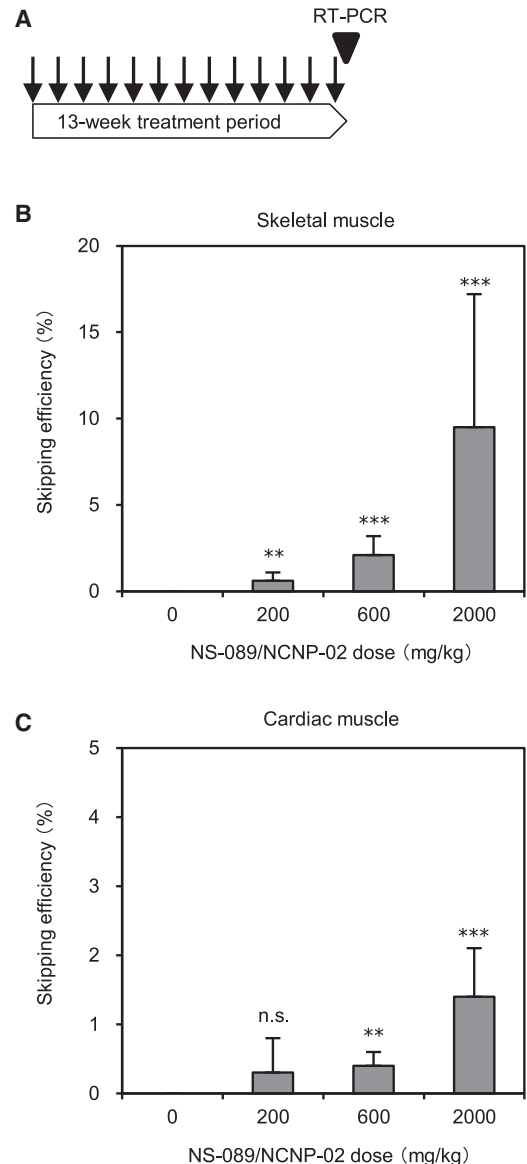 A
RT-PCR
13-week treatment period
B
Skeletal muscle
20
15
10
5
0
Skipping efficiency (%)
**
***
***
0 200 600 2000
NS-089/NCNP-02 dose (mg/kg)
C
Cardiac muscle
5
4
3
2
1
0
Skipping efficiency (%)
n.s.
**
***
0 200 600 2000
NS-089/NCNP-02 dose (mg/kg)